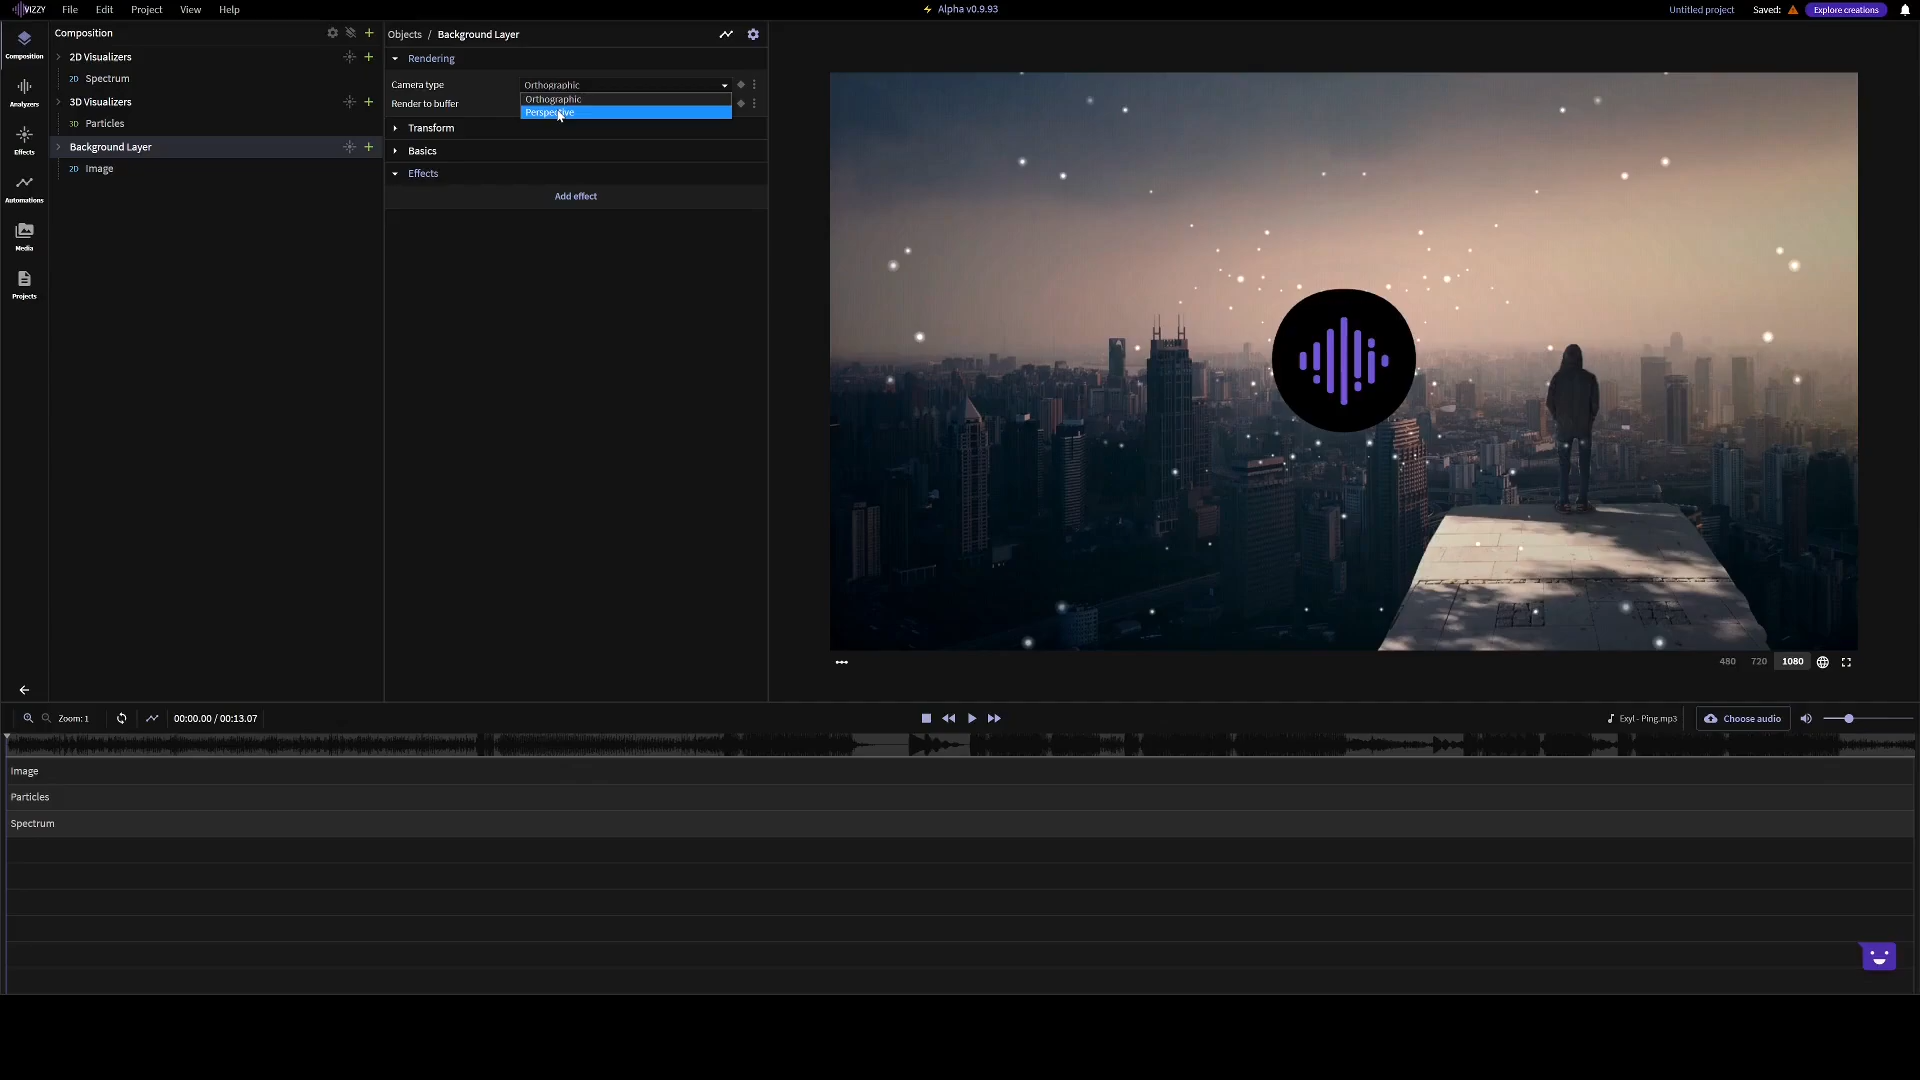 VIZZY File Edit Project View Help
Alpha v0.9.93
Untitled project Saved: Explore creations
Composition
Analyzers
Effects
Automations
Media
Projects
Composition
2D Visualizers
2D Spectrum
3D Visualizers
3D Particles
Background Layer
2D Image
Objects / Background Layer
Rendering
Camera type Orthographic
Orthographic
Perspective
Render to buffer
Transform
Basics
Effects
Add effect
480 720 1080
Zoom: 1 00:00.00 / 00:13.07
Exyl - Ping.mp3 Choose audio
Image
Particles
Spectrum